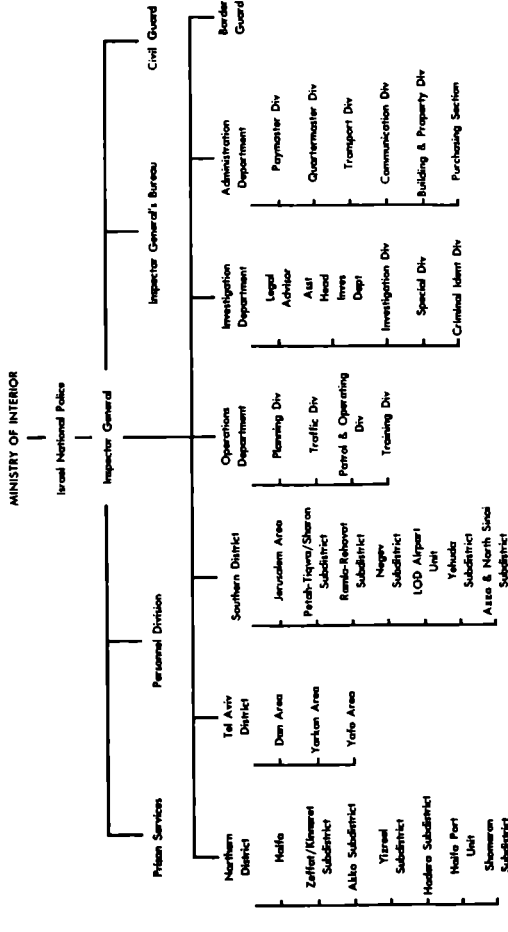 MINISTRY OF INTERIOR
Israel National Police
Inspector General
Prison Services
Personnel Division
Inspector General's Bureau
Civil Guard
Northern
District
Haifa
Zeffat/Kinneret
Subdistrict
Akko Subdistrict
Yizreel
Subdistrict
Hadera Subdistrict
Haifa Port
Unit
Shomeron
Subdistrict
Tel Aviv
District
Dan Area
Yarkon Area
Yafo Area
Southern District
Jerusalem Area
Petah-Tiqwa/Sharon
Subdistrict
Ramla-Rehovot
Subdistrict
Negev
Subdistrict
LOD Airport
Unit
Yehuda
Subdistrict
Azza & North Sinai
Subdistrict
Operations
Department
Planning Div
Traffic Div
Patrol & Operating
Div
Training Div
Investigation
Department
Legal
Advisor
Asst
Head
Inves
Dept
Investigation Div
Special Div
Criminal Ident Div
Administration
Department
Paymaster Div
Quartermaster Div
Transport Div
Communication Div
Building & Property Div
Purchasing Section
Border
Guard